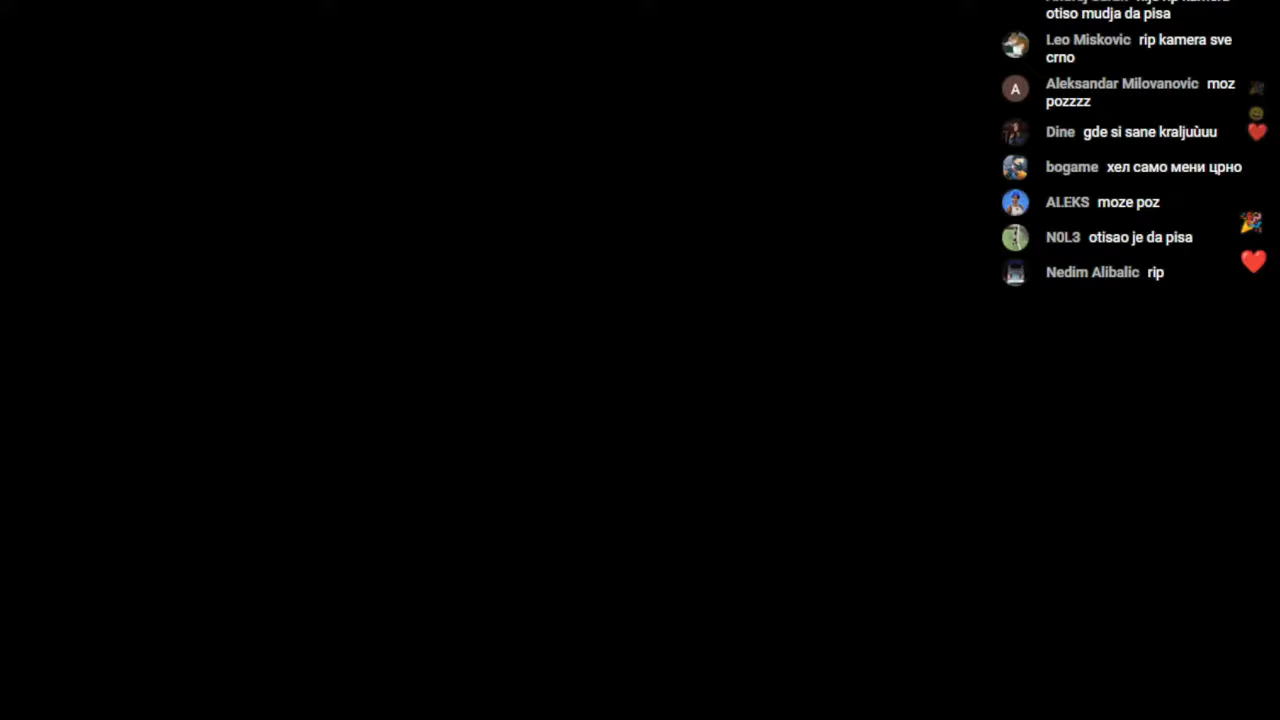 otiso mudja da pisa
Leo Miskovic rip kamera sve
crno
Aleksandar Milovanovic moz
pozzzz
A
Dine gde si sane kraljuùuu
bogame хел само мени црно
ALEKS moze poz
N0L3 otisao je da pisa
Nedim Alibalic rip